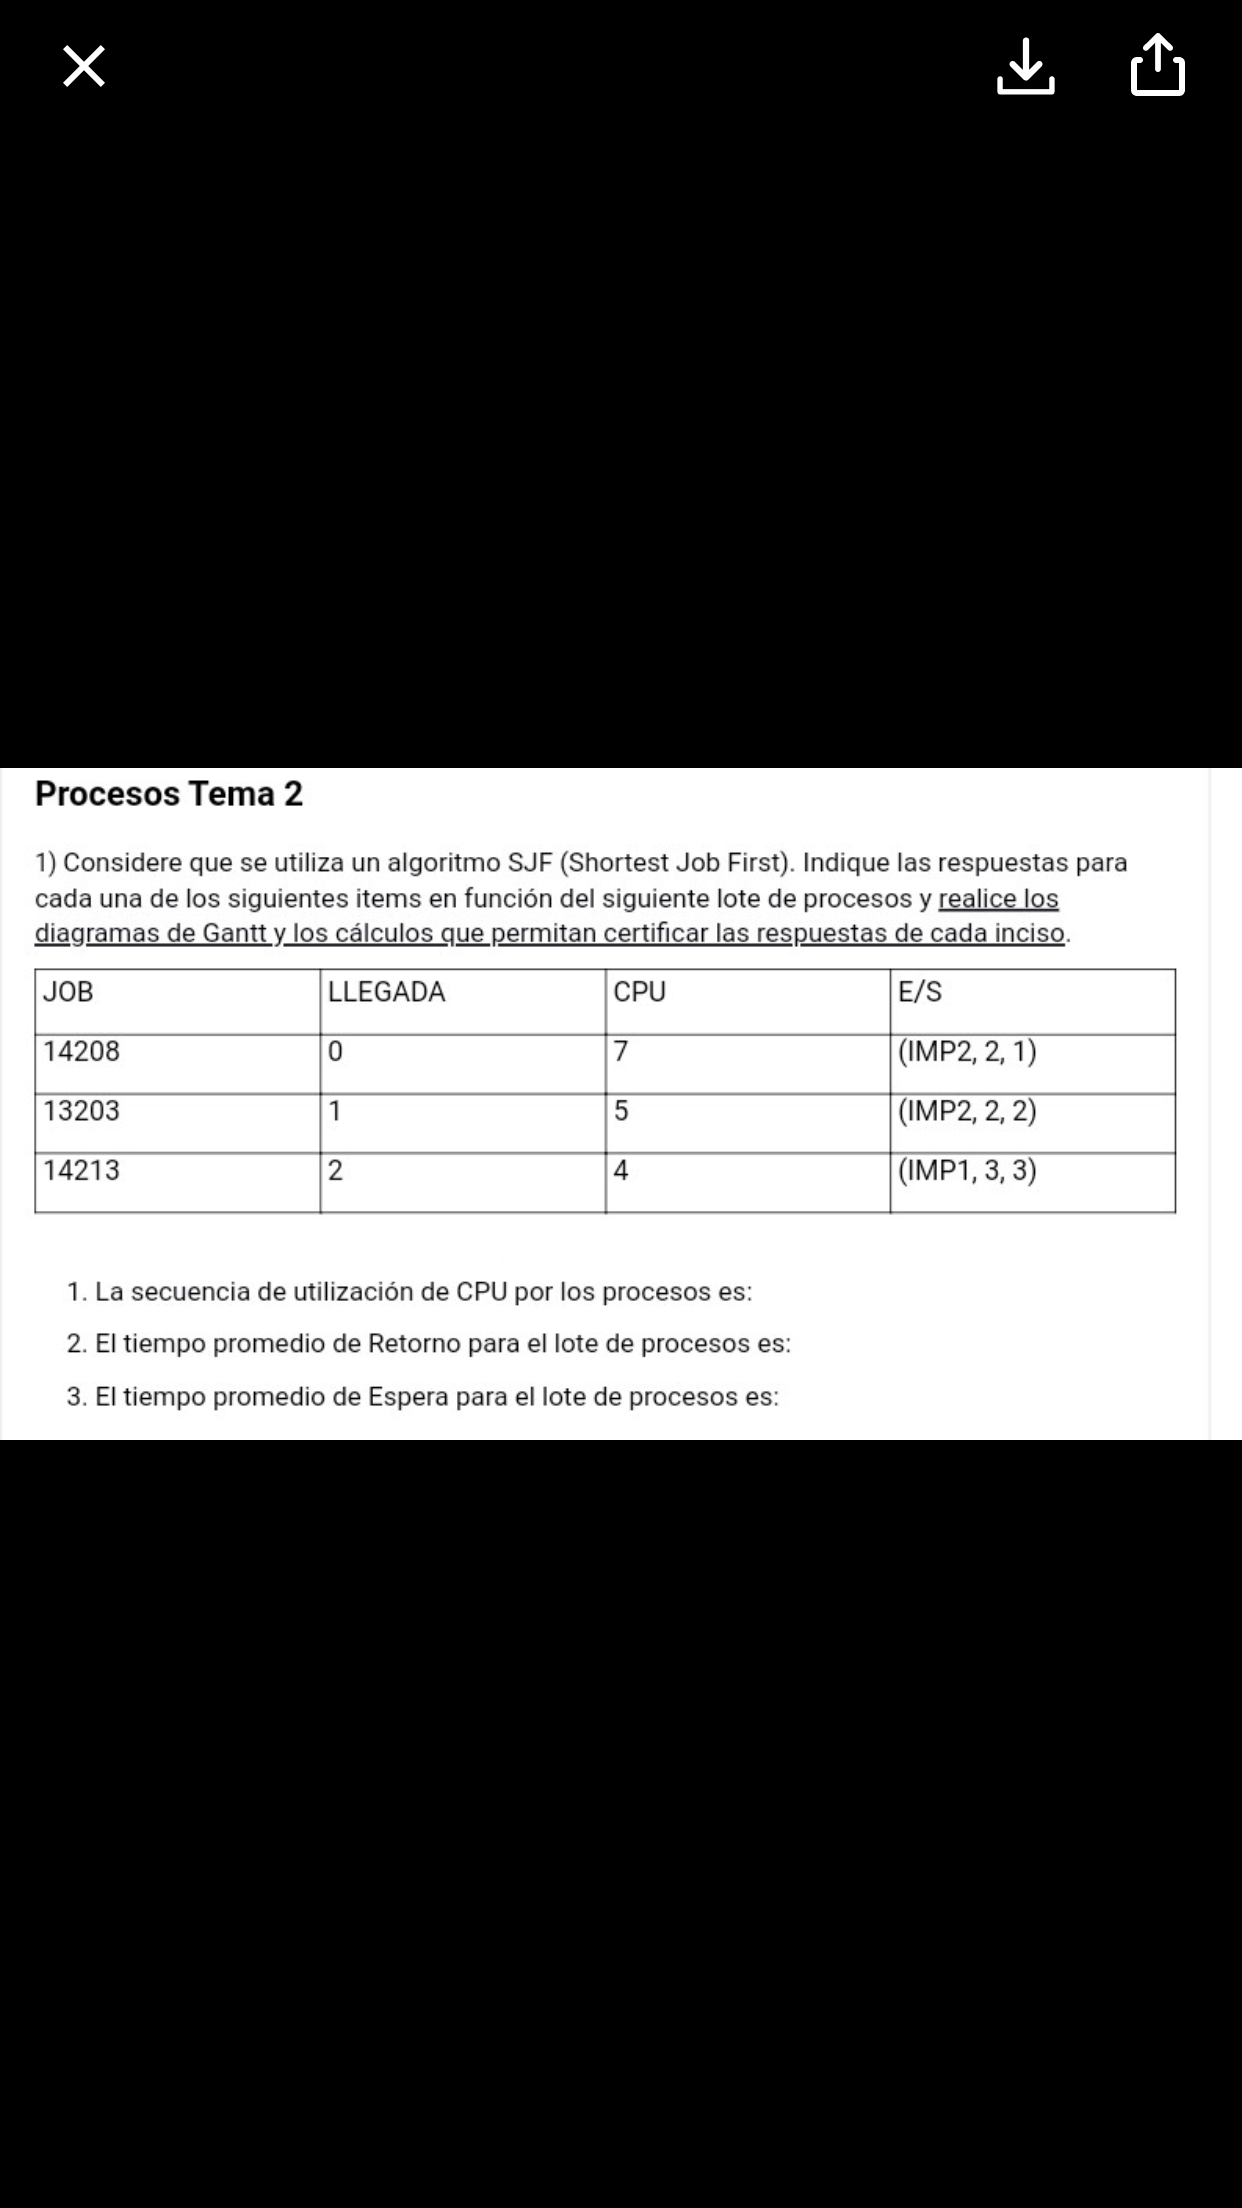 Procesos Tema 2
1) Considere que se utiliza un algoritmo SJF (Shortest Job First). Indique las respuestas para
cada una de los siguientes items en función del siguiente lote de procesos y realice los
diagramas de Gantt y los cálculos que permitan certificar las respuestas de cada inciso.
JOB LLEGADA CPU E/S
14208 0 7 (IMP2, 2, 1)
13203 1 5 (IMP2, 2, 2)
14213 2 4 (IMP1, 3, 3)
1. La secuencia de utilización de CPU por los procesos es:
2. El tiempo promedio de Retorno para el lote de procesos es:
3. El tiempo promedio de Espera para el lote de procesos es: